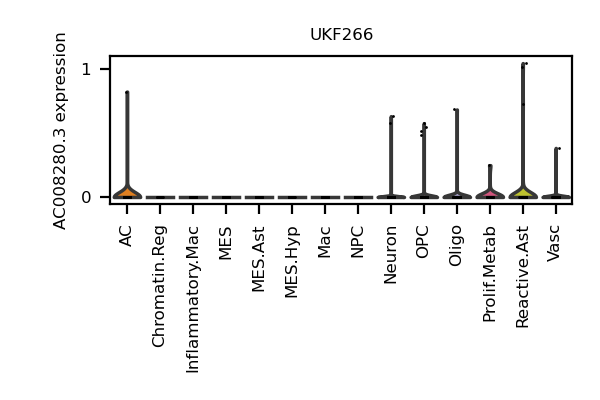 UKF266
AC008280.3 expression
1
0
AC
Chromatin.Reg
Inflammatory.Mac
MES
MES.Ast
MES.Hyp
Mac
NPC
Neuron
OPC
Oligo
Prolif.Metab
Reactive.Ast
Vasc